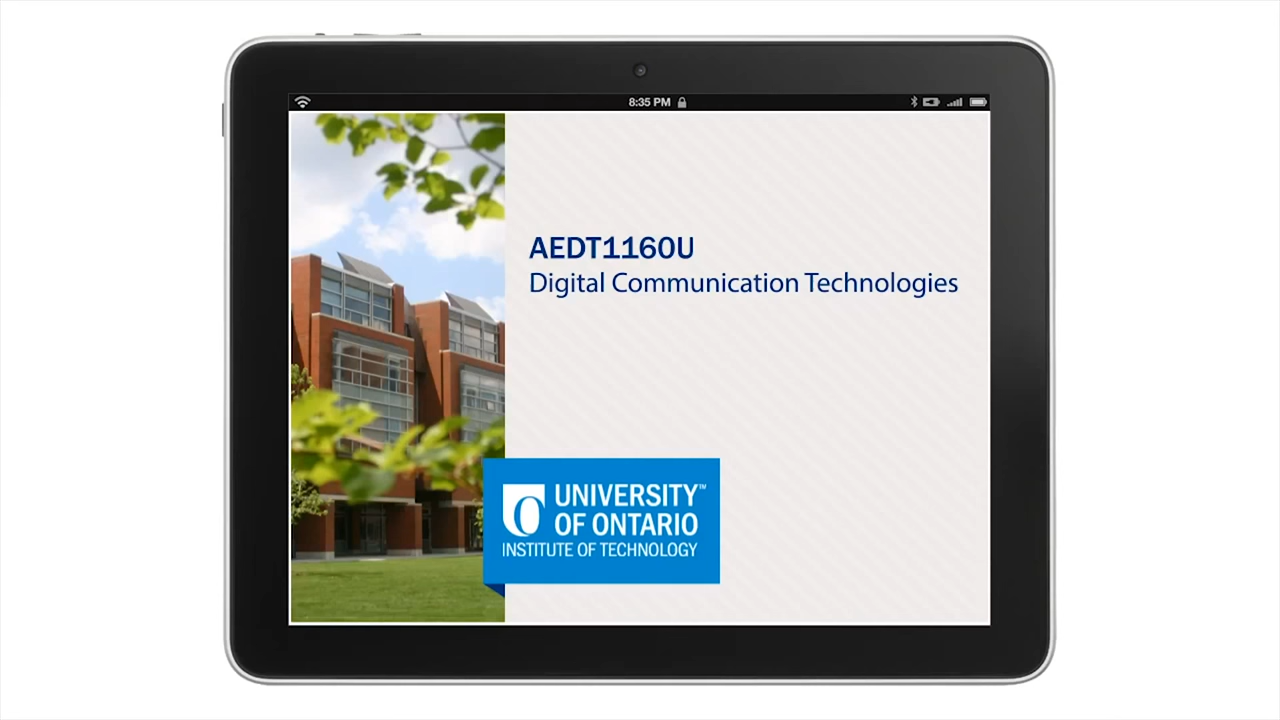 8:35 PM
AEDT1160U
Digital Communication Technologies
UNIVERSITY™
OF ONTARIO
INSTITUTE OF TECHNOLOGY